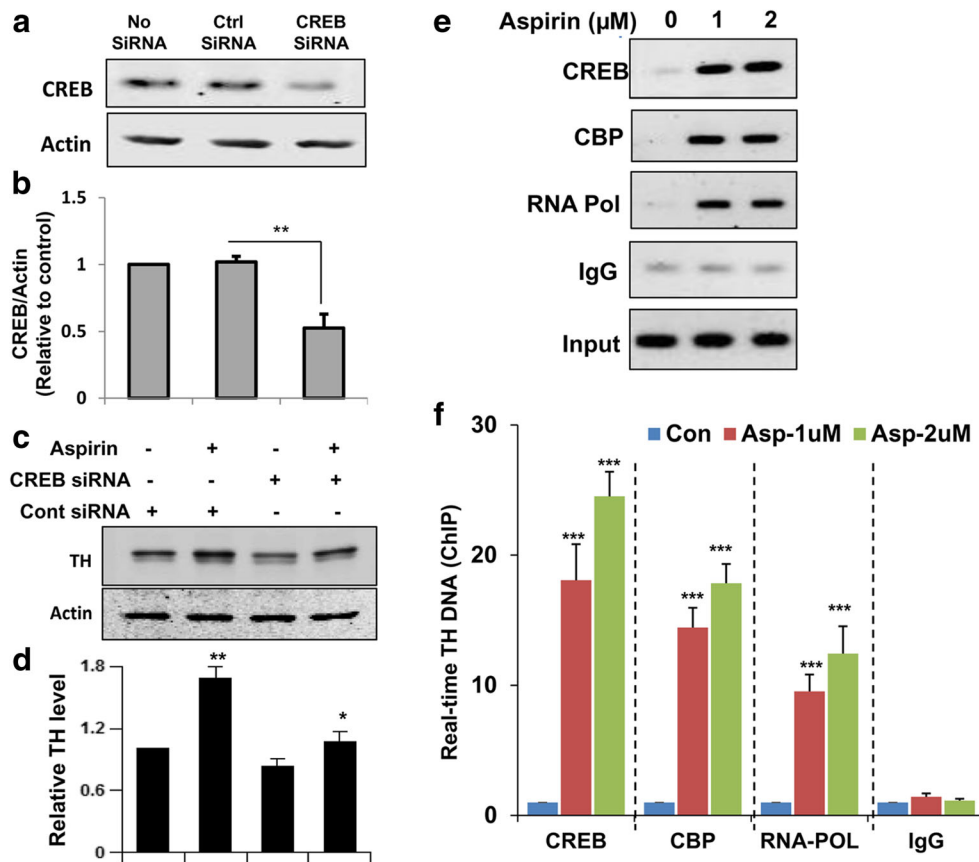 a
No SiRNA
Ctrl SiRNA
CREB SiRNA
CREB
Actin
b
1.5
1
0.5
0
CREB/Actin
(Relative to control)
**
c
Aspirin - + - +
CREB siRNA - - + +
Cont siRNA + + - -
TH
Actin
d
1.8
1.2
0.6
0
Relative TH level
**
*
e
Aspirin (μM) 0 1 2
CREB
CBP
RNA Pol
IgG
Input
f
30
20
10
0
Real-time TH DNA (ChIP)
Con Asp-1uM Asp-2uM
*** *** *** *** *** ***
CREB CBP RNA-POL IgG